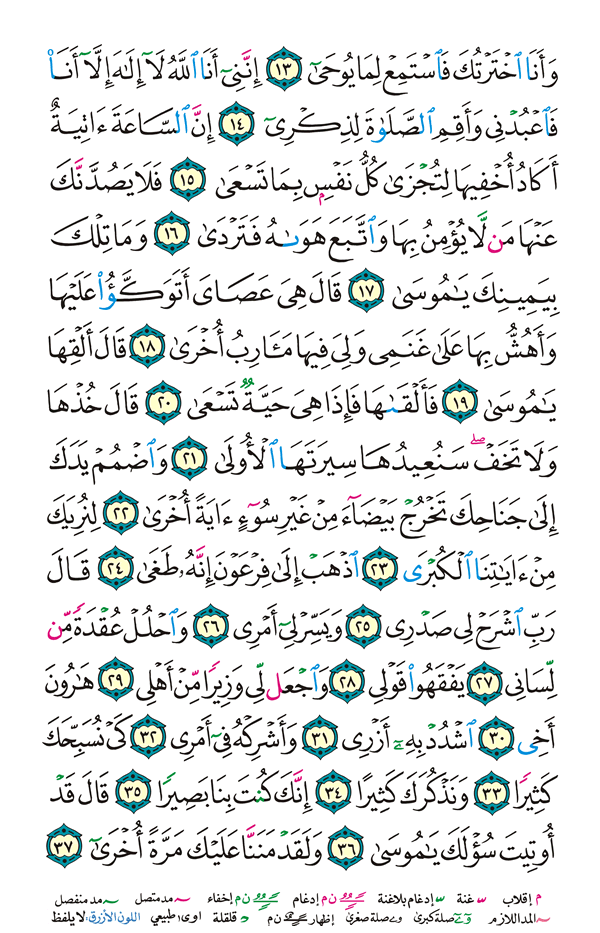 وَأَنَا ٱخْتَرْتُكَ فَٱسْتَمِعْ لِمَا يُوحَىٰٓ ١٣ إِنَّنِىٓ أَنَا ٱللَّهُ لَآ إِلَٰهَ إِلَّآ أَنَا۠
فَٱعْبُدْنِى وَأَقِمِ ٱلصَّلَوٰةَ لِذِكْرِىٓ ١٤ إِنَّ ٱلسَّاعَةَ ءَاتِيَةٌ
أَكَادُ أُخْفِيهَا لِتُجْزَىٰ كُلُّ نَفْسٍۭ بِمَا تَسْعَىٰ ١٥ فَلَا يَصُدَّنَّكَ
عَنْهَا مَن لَّا يُؤْمِنُ بِهَا وَٱتَّبَعَ هَوَىٰهُ فَتَرْدَىٰ ١٦ وَمَا تِلْكَ
بِيَمِينِكَ يَٰمُوسَىٰ ١٧ قَالَ هِىَ عَصَاىَ أَتَوَكَّؤُا۟ عَلَيْهَا
وَأَهُشُّ بِهَا عَلَىٰ غَنَمِى وَلِىَ فِيهَا مَـَٔارِبُ أُخْرَىٰ ١٨ قَالَ أَلْقِهَا
يَٰمُوسَىٰ ١٩ فَأَلْقَىٰهَا فَإِذَا هِىَ حَيَّةٌ تَسْعَىٰ ٢٠ قَالَ خُذْهَا
وَلَا تَخَفْ ۖ سَنُعِيدُهَا سِيرَتَهَا ٱلْأُولَىٰ ٢١ وَٱضْمُمْ يَدَكَ
إِلَىٰ جَنَاحِكَ تَخْرُجْ بَيْضَآءَ مِنْ غَيْرِ سُوٓءٍ ءَايَةً أُخْرَىٰ ٢٢ لِنُرِيَكَ
مِنْ ءَايَٰتِنَا ٱلْكُبْرَى ٢٣ ٱذْهَبْ إِلَىٰ فِرْعَوْنَ إِنَّهُۥ طَغَىٰ ٢٤ قَالَ
رَبِّ ٱشْرَحْ لِى صَدْرِى ٢٥ وَيَسِّرْ لِىٓ أَمْرِى ٢٦ وَٱحْلُلْ عُقْدَةً مِّن
لِّسَانِى ٢٧ يَفْقَهُوا۟ قَوْلِى ٢٨ وَٱجْعَل لِّى وَزِيرًا مِّنْ أَهْلِى ٢٩ هَٰرُونَ
أَخِى ٣٠ ٱشْدُدْ بِهِۦٓ أَزْرِى ٣١ وَأَشْرِكْهُ فِىٓ أَمْرِى ٣٢ كَىْ نُسَبِّحَكَ
كَثِيرًا ٣٣ وَنَذْكُرَكَ كَثِيرًا ٣٤ إِنَّكَ كُنتَ بِنَا بَصِيرًا ٣٥ قَالَ قَدْ
أُوتِيتَ سُؤْلَكَ يَٰمُوسَىٰ ٣٦ وَلَقَدْ مَنَنَّا عَلَيْكَ مَرَّةً أُخْرَىٰٓ ٣٧
م إقلاب غنة إدغام بلاغنة ن م إدغام ن م إخفاء مد متصل مد منفصل
المد اللازم صلة كبرى صلة صغرى إظهار ن م قلقلة اوى؛ طبيعي اللون الأزرق: لا يلفظ